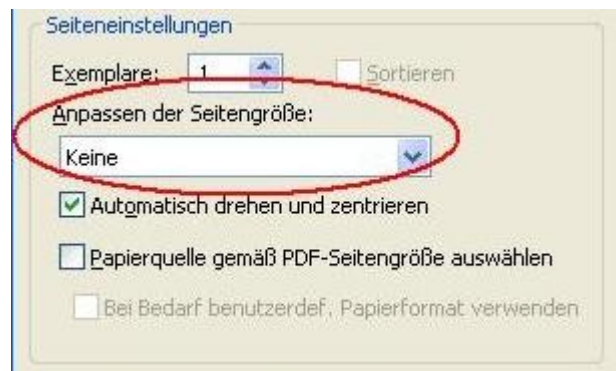 Seiteneinstellungen
Exemplare: 1 Sortieren
Anpassen der Seitengröße:
Keine
Automatisch drehen und zentrieren
Papierquelle gemäß PDF-Seitengröße auswählen
Bei Bedarf benutzerdef. Papierformat verwenden